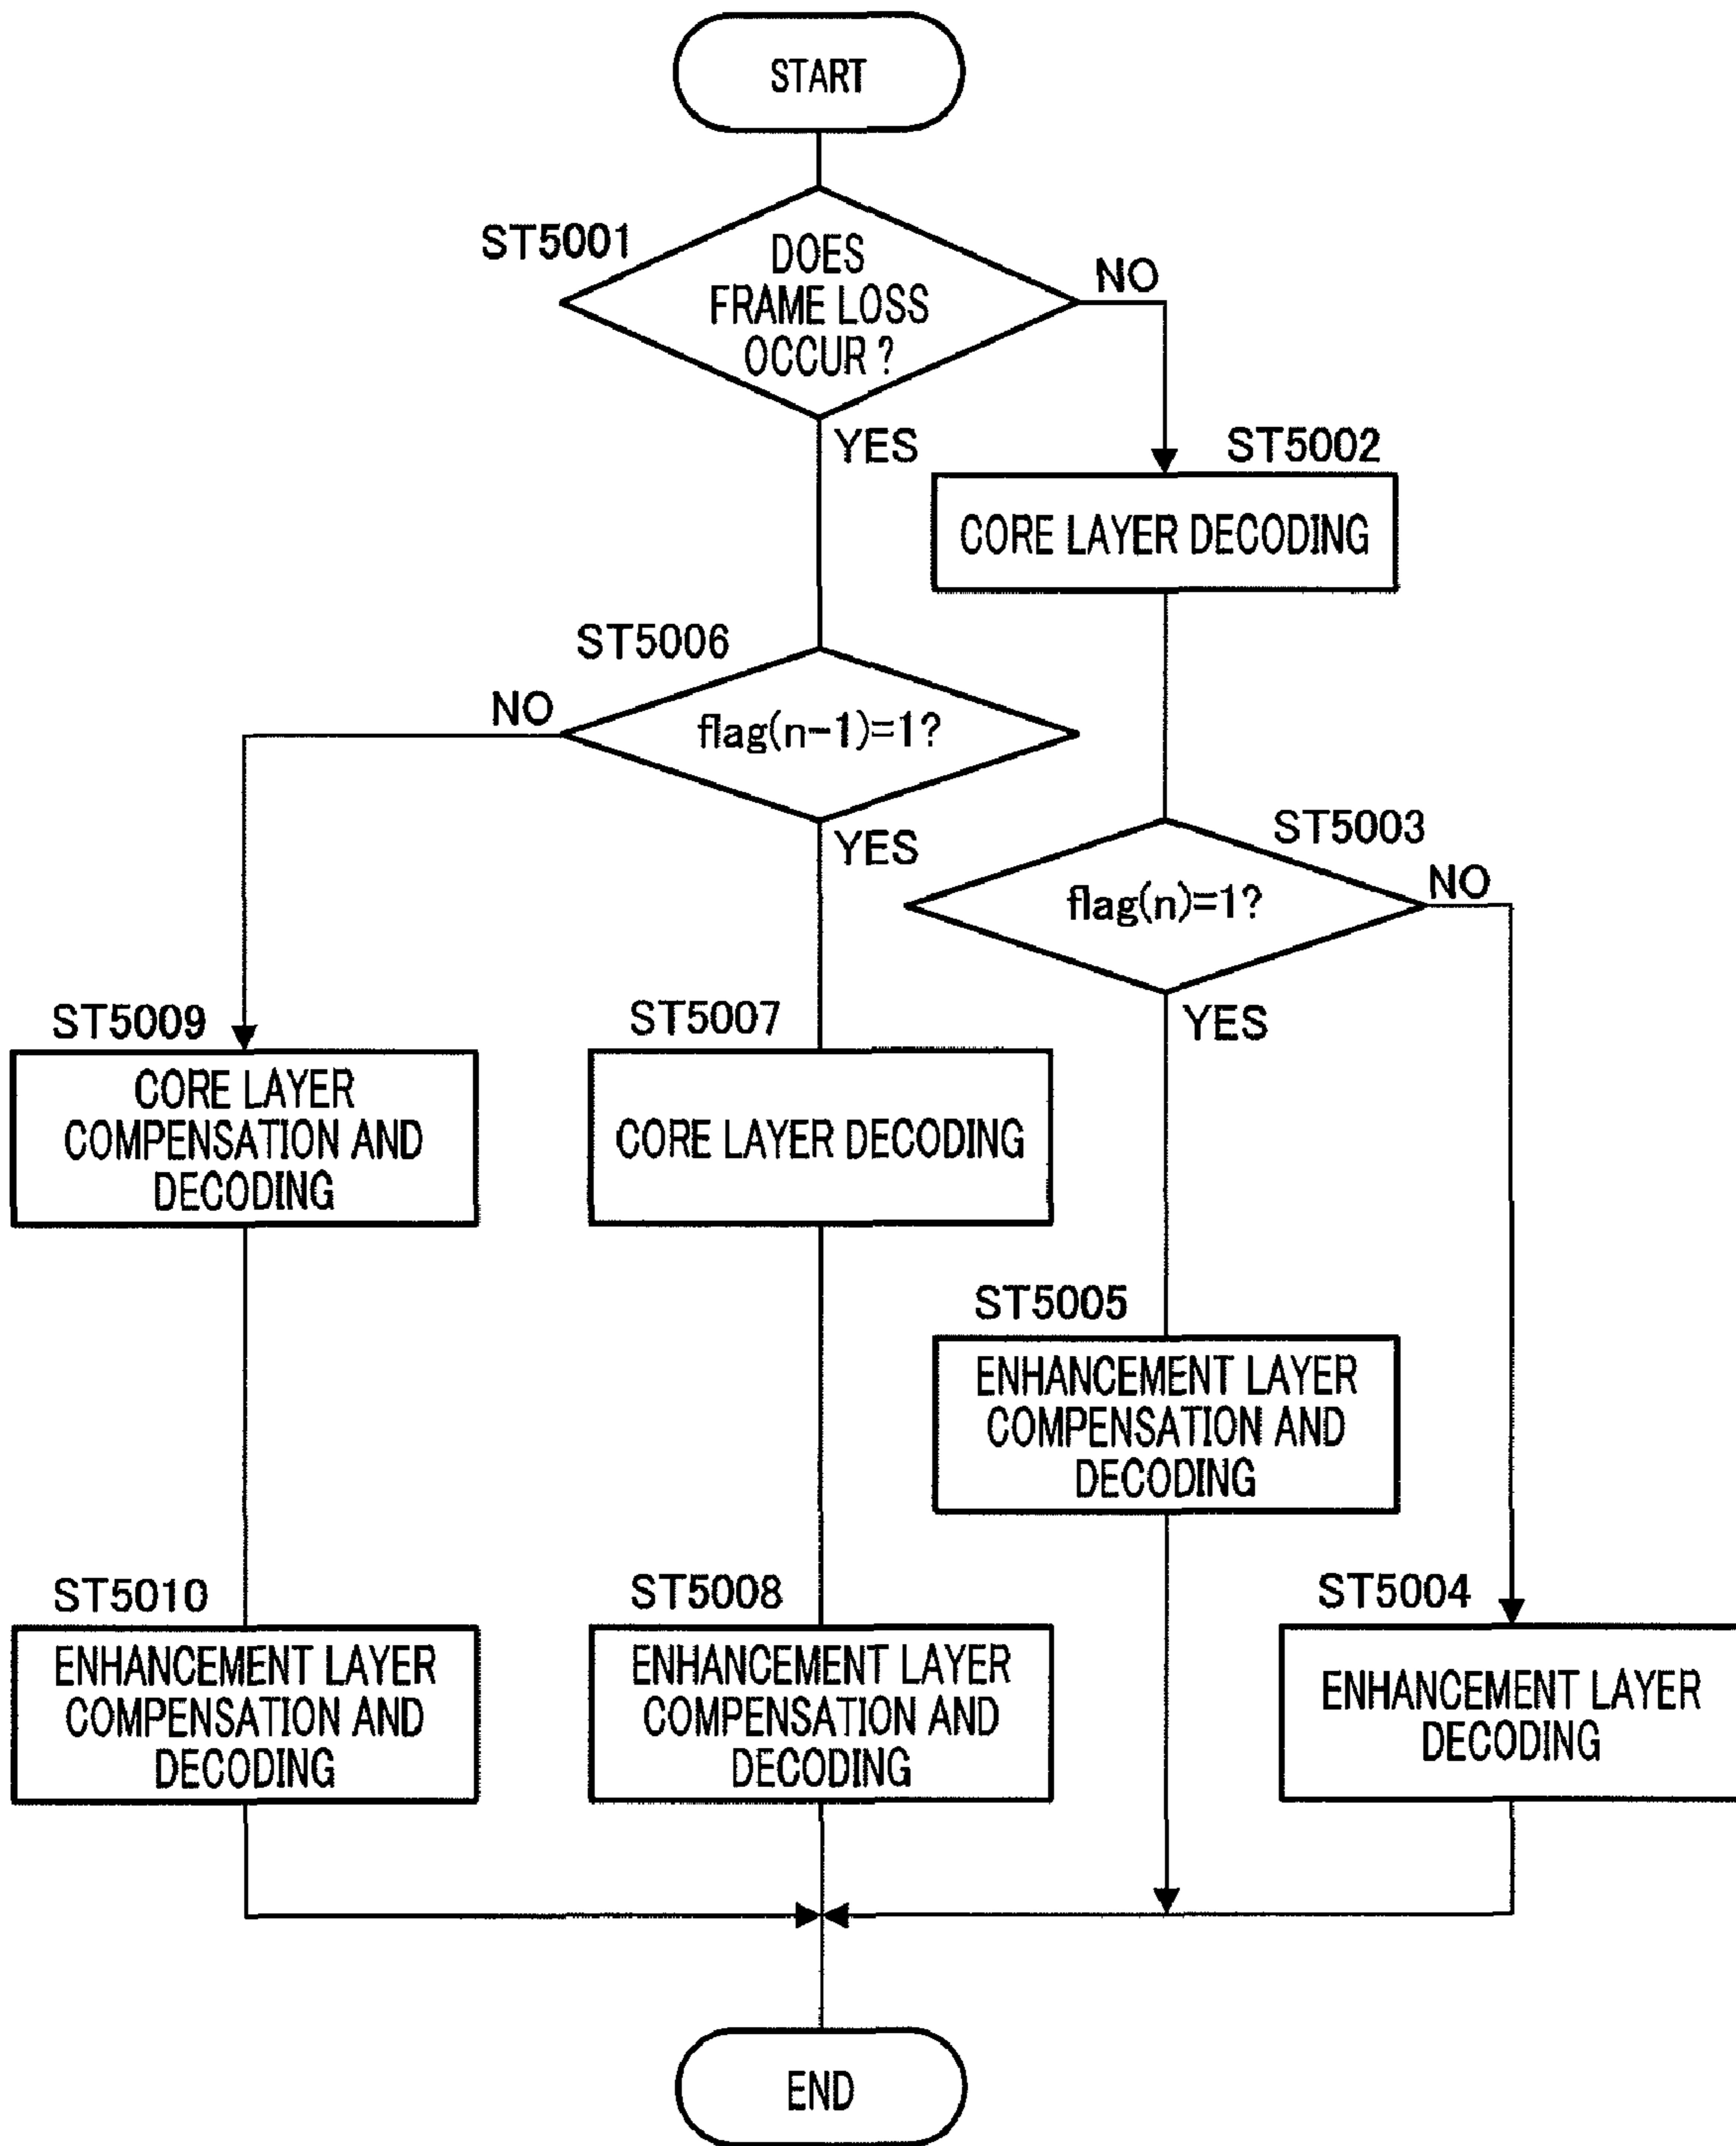 START
ST5001
DOES
FRAME LOSS
OCCUR ?
NO
YES
ST5002
CORE LAYER DECODING
ST5006
NO
flag(n-1)=1?
YES
ST5003
flag(n)=1?
NO
YES
ST5009
CORE LAYER
COMPENSATION AND
DECODING
ST5007
CORE LAYER DECODING
ST5005
ENHANCEMENT LAYER
COMPENSATION AND
DECODING
ST5010
ENHANCEMENT LAYER
COMPENSATION AND
DECODING
ST5008
ENHANCEMENT LAYER
COMPENSATION AND
DECODING
ST5004
ENHANCEMENT LAYER
DECODING
END